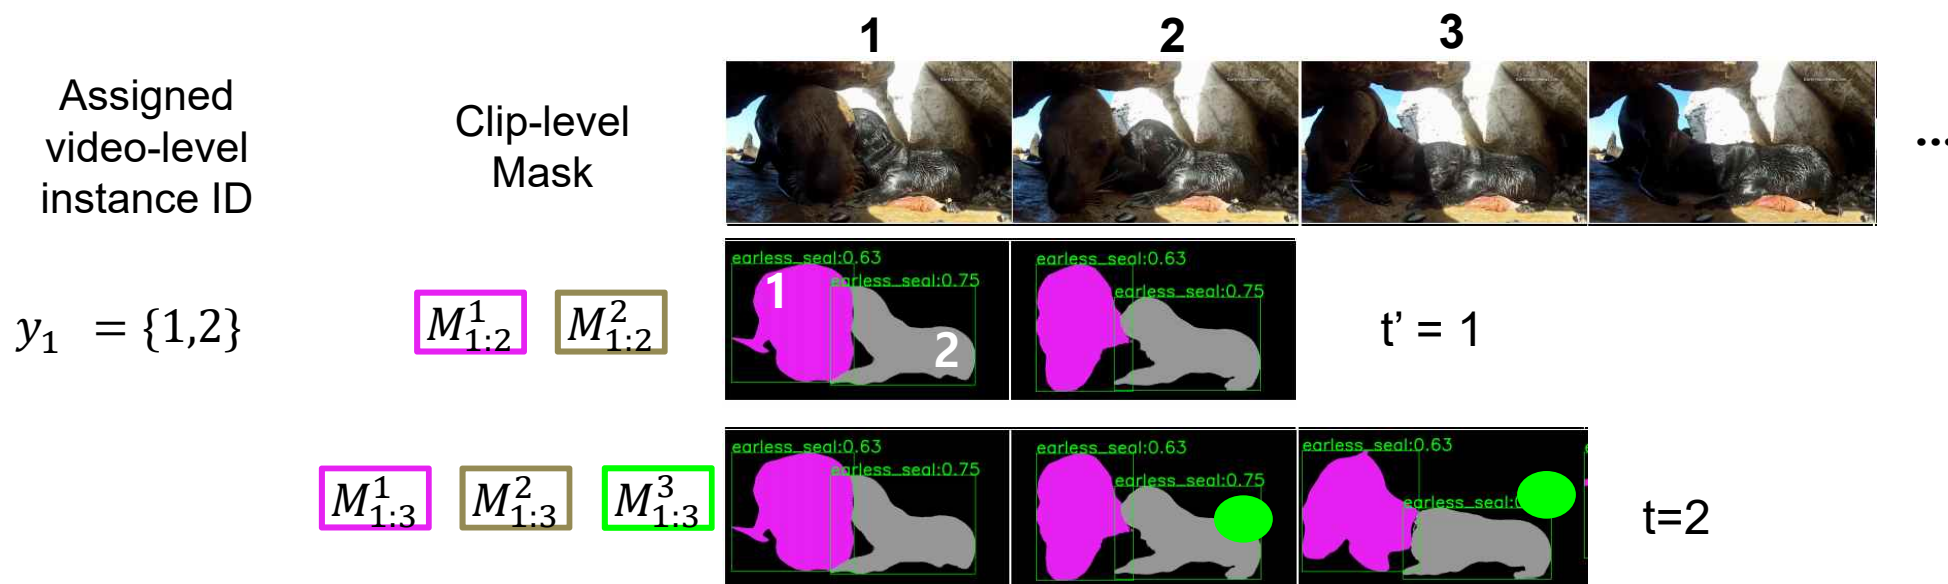 1 2 3
Assigned
video-level
instance ID
Clip-level
Mask
...
y₁ = {1,2}
M¹₁:₂ M²₁:₂
earless_seal:0.63
earless_seal:0.75
1
2
earless_seal:0.63
earless_seal:0.75
t’ = 1
M¹₁:₃ M²₁:₃ M³₁:₃
earless_seal:0.63
earless_seal:0.75
earless_seal:0.63
earless_seal:0.75
earless_seal:0.63
earless_seal:
t=2